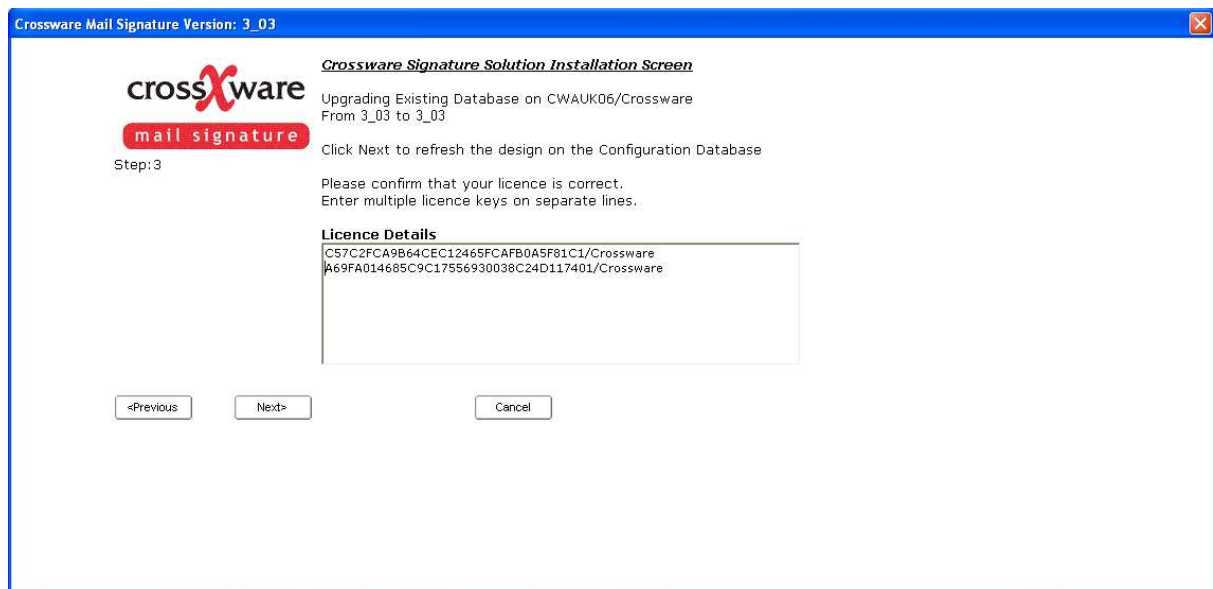 Crossware Mail Signature Version: 3_03
crossXware
mail signature
Step:3
Crossware Signature Solution Installation Screen
Upgrading Existing Database on CWAUK06/Crossware
From 3_03 to 3_03
Click Next to refresh the design on the Configuration Database
Please confirm that your licence is correct.
Enter multiple licence keys on separate lines.
Licence Details
C57C2FCA9B64CEC12465FCAFB0A5F81C1/Crossware
A69FA014685C9C17556930038C24D117401/Crossware
<Previous
Next>
Cancel